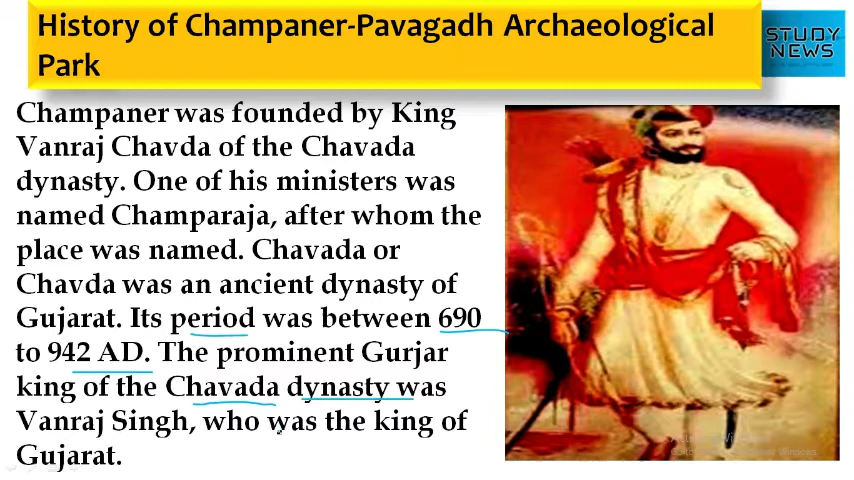 History of Champaner-Pavagadh Archaeological
Park
STUDY
NEWS
Champaner was founded by King
Vanraj Chavda of the Chavada
dynasty. One of his ministers was
named Champaraja, after whom the
place was named. Chavada or
Chavda was an ancient dynasty of
Gujarat. Its period was between 690
to 942 AD. The prominent Gurjar
king of the Chavada dynasty was
Vanraj Singh, who was the king of
Gujarat.